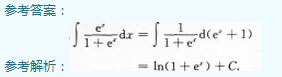 参考答案：
∫ eˣ/(1+eˣ) dx = ∫ 1/(1+eˣ) d(eˣ + 1)
参考解析： = ln(1+eˣ) + C.